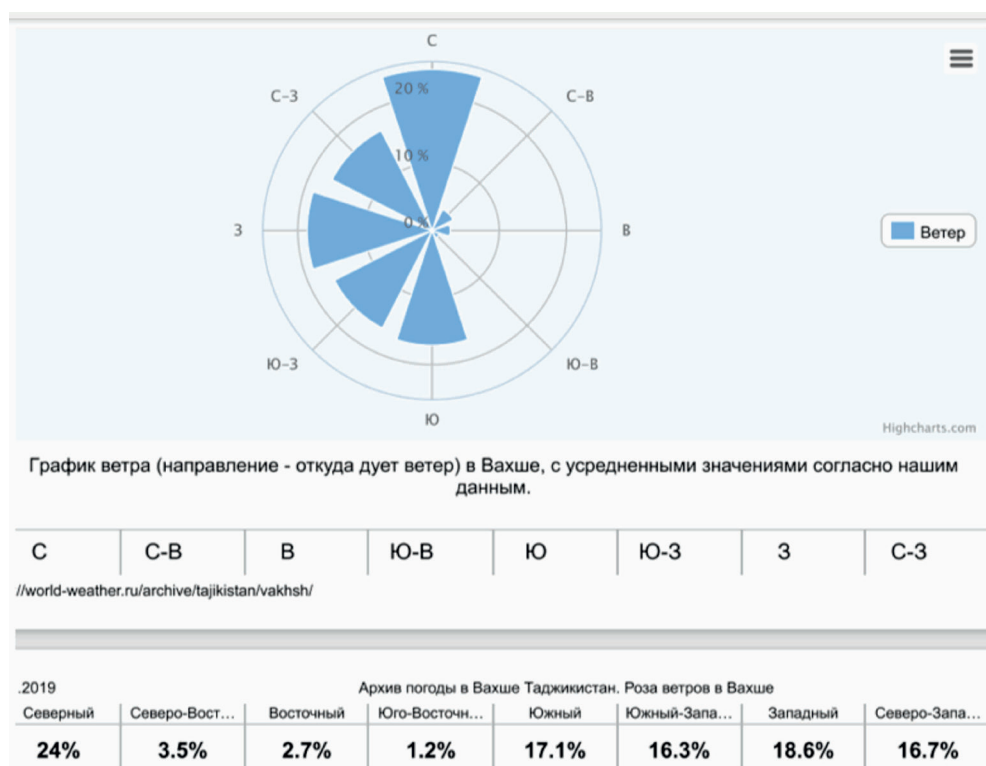 С
С-З
20 %
С-В
10 %
З
0 %
В
Ветер
Ю-З
Ю-В
Ю
Highcharts.com
График ветра (направление - откуда дует ветер) в Вахше, с усредненными значениями согласно нашим
данным.
С С-В В Ю-В Ю Ю-З З С-З
//world-weather.ru/archive/tajikistan/vakhsh/
.2019 Архив погоды в Вахше Таджикистан. Роза ветров в Вахше
Северный Северо-Вост... Восточный Юго-Восточн... Южный Южный-Запа... Западный Северо-Запа...
24% 3.5% 2.7% 1.2% 17.1% 16.3% 18.6% 16.7%